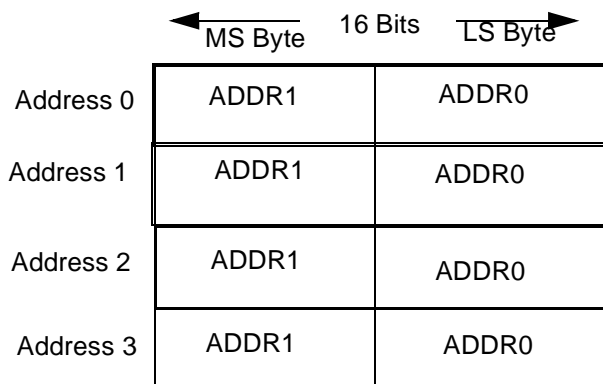 MS Byte 16 Bits LS Byte
Address 0 ADDR1 ADDR0
Address 1 ADDR1 ADDR0
Address 2 ADDR1 ADDR0
Address 3 ADDR1 ADDR0